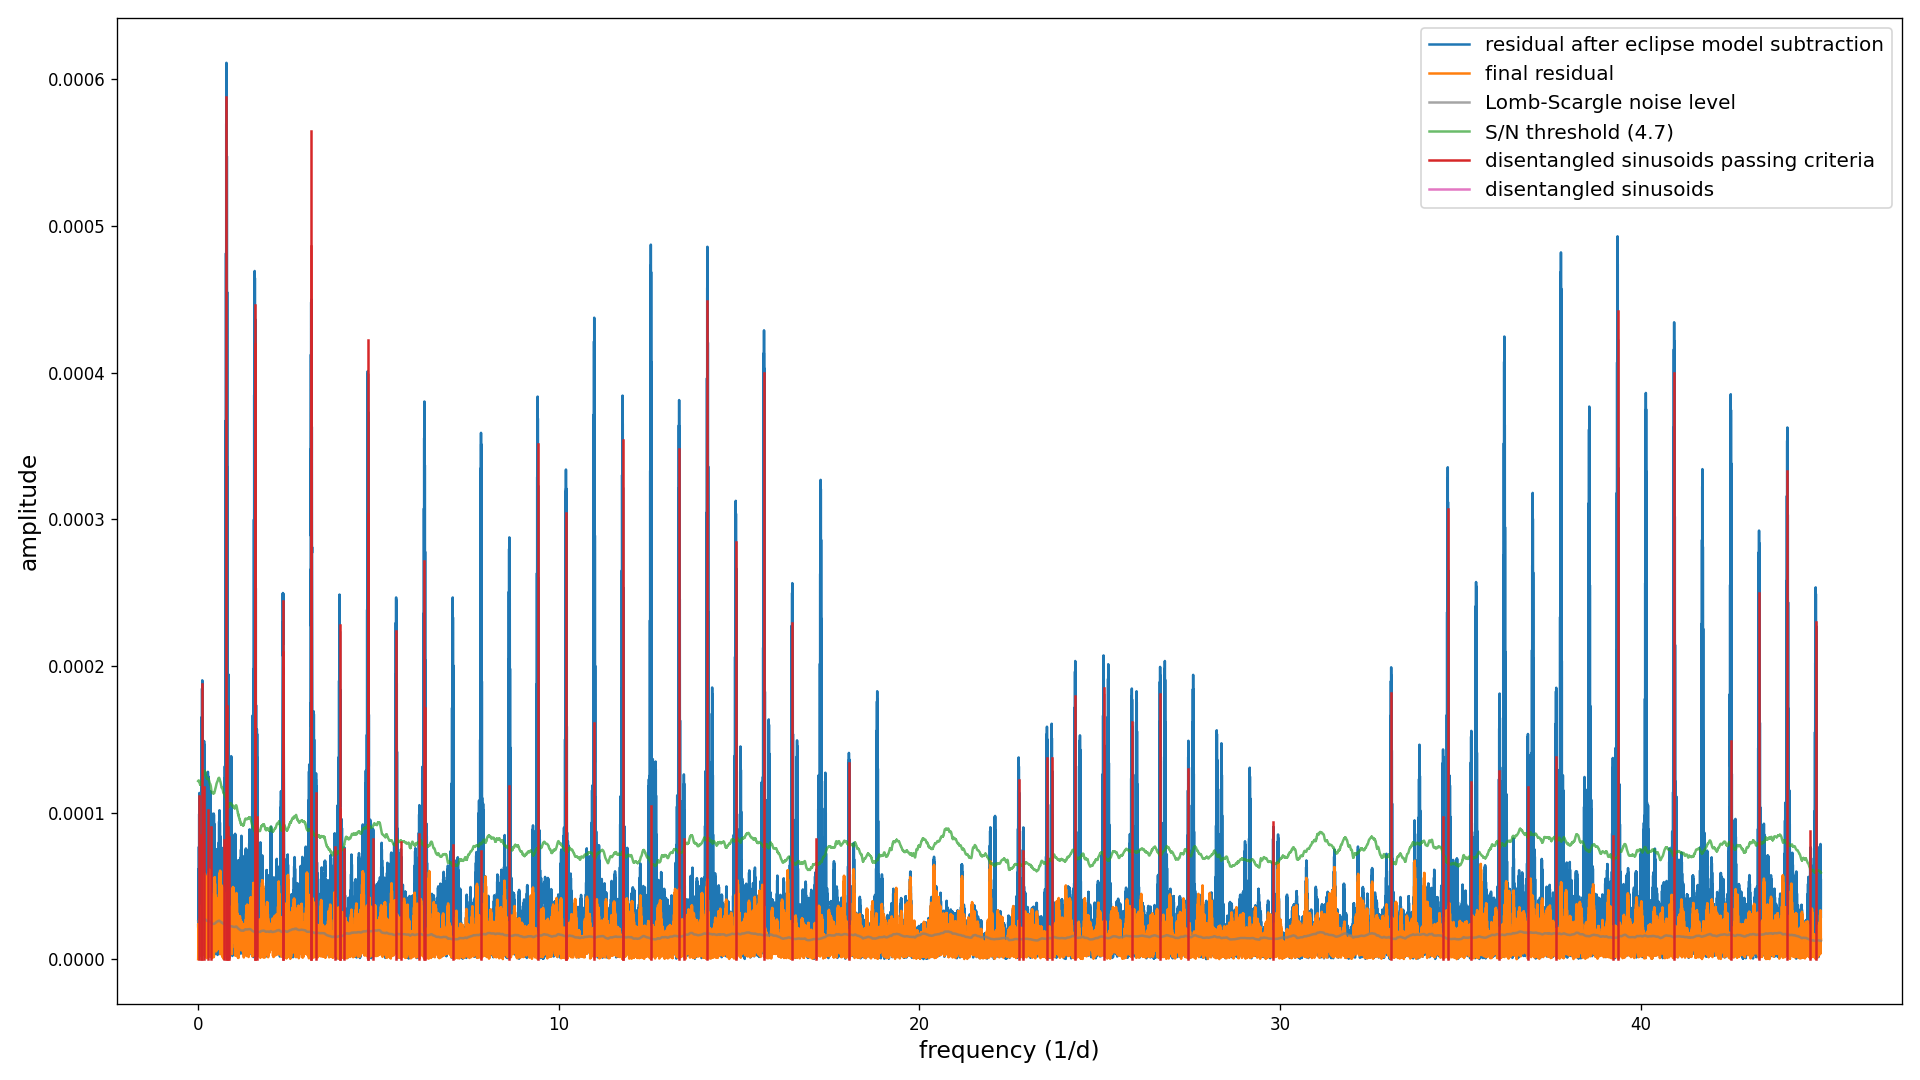 residual after eclipse model subtraction
final residual
Lomb-Scargle noise level
S/N threshold (4.7)
disentangled sinusoids passing criteria
disentangled sinusoids
0.0006
0.0005
0.0004
0.0003
0.0002
0.0001
0.0000
amplitude
0 10 20 30 40
frequency (1/d)